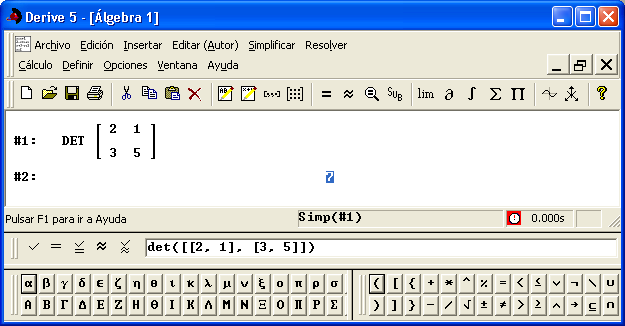 Derive 5 - [Álgebra 1]
Archivo Edición Insertar Editar (Autor) Simplificar Resolver
Cálculo Definir Opciones Ventana Ayuda
= ≈ SUB lim ∂ ∫ Σ Π ?
#1: DET [ 2 1
3 5 ]
#2: 7
Pulsar F1 para ir a Ayuda Simp(#1) 0.000s
det([[2, 1], [3, 5]])
α β γ δ ε ζ η θ ι κ λ μ ν ξ ο π ρ σ ( [ { + * ^ % = < ≤ ∨ ¬ \ ∪
Α Β Γ Δ Ε Ζ Η Θ Ι Κ Λ Μ Ν Ξ Ο Π Ρ Σ ) ] } - / √ ± ≠ > ≥ ∧ → | ∩